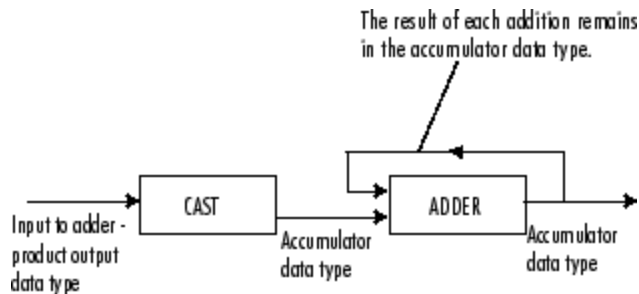 The result of each addition remains
in the accumulator data type.
CAST
ADDER
Input to adder -
product output
data type
Accumulator
data type
Accumulator
data type